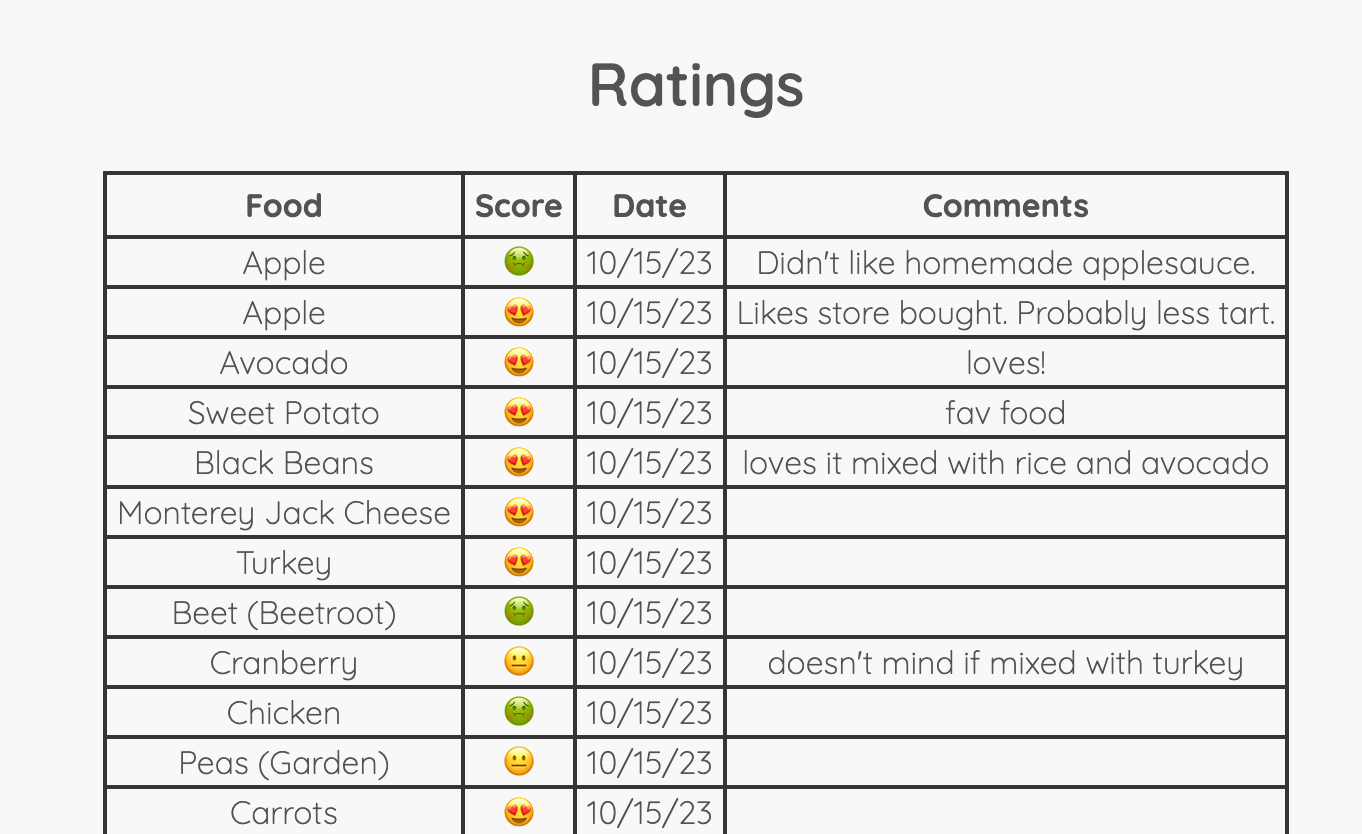 Ratings
Food Score Date Comments
Apple 🤢 10/15/23 Didn't like homemade applesauce.
Apple 😍 10/15/23 Likes store bought. Probably less tart.
Avocado 😍 10/15/23 loves!
Sweet Potato 😍 10/15/23 fav food
Black Beans 😍 10/15/23 loves it mixed with rice and avocado
Monterey Jack Cheese 😍 10/15/23
Turkey 😍 10/15/23
Beet (Beetroot) 🤢 10/15/23
Cranberry 😐 10/15/23 doesn't mind if mixed with turkey
Chicken 🤢 10/15/23
Peas (Garden) 😐 10/15/23
Carrots 😍 10/15/23